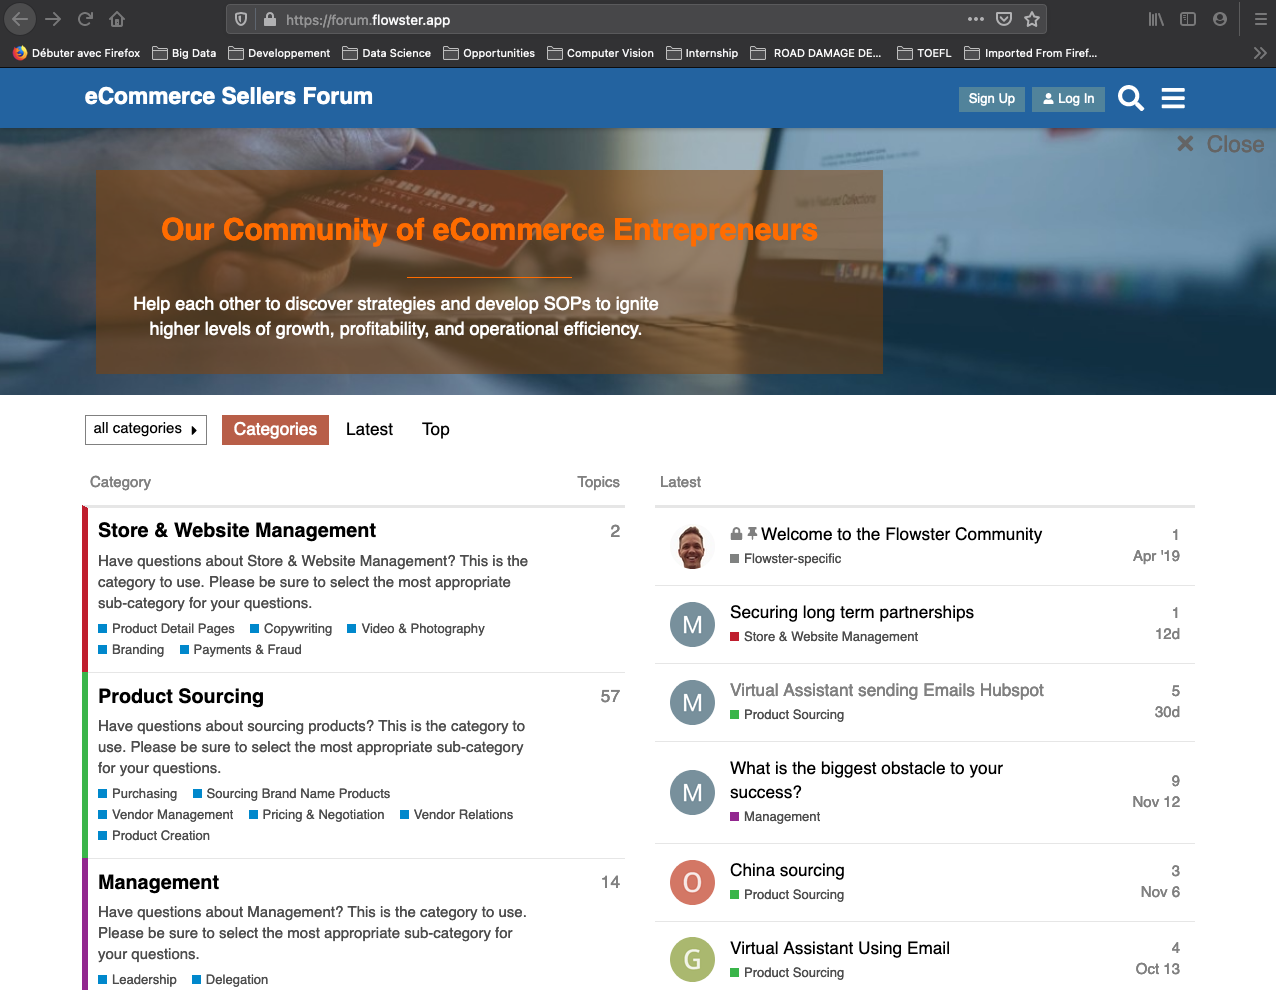 https://forum.flowster.app
Débuter avec Firefox Big Data Developpement Data Science Opportunities Computer Vision Internship ROAD DAMAGE DE... TOEFL Imported From Firef...
eCommerce Sellers Forum
Sign Up Log In
Close
Our Community of eCommerce Entrepreneurs
Help each other to discover strategies and develop SOPs to ignite
higher levels of growth, profitability, and operational efficiency.
all categories Categories Latest Top
Category Topics
Store & Website Management 2
Have questions about Store & Website Management? This is the
category to use. Please be sure to select the most appropriate
sub-category for your questions.
Product Detail Pages Copywriting Video & Photography
Branding Payments & Fraud
Product Sourcing 57
Have questions about sourcing products? This is the category to
use. Please be sure to select the most appropriate sub-category
for your questions.
Purchasing Sourcing Brand Name Products
Vendor Management Pricing & Negotiation Vendor Relations
Product Creation
Management 14
Have questions about Management? This is the category to use.
Please be sure to select the most appropriate sub-category for
your questions.
Leadership Delegation
Latest
Welcome to the Flowster Community 1
Flowster-specific Apr '19
M
Securing long term partnerships 1
Store & Website Management 12d
M
Virtual Assistant sending Emails Hubspot 5
Product Sourcing 30d
M
What is the biggest obstacle to your
success? 9
Management Nov 12
O
China sourcing 3
Product Sourcing Nov 6
G
Virtual Assistant Using Email 4
Product Sourcing Oct 13